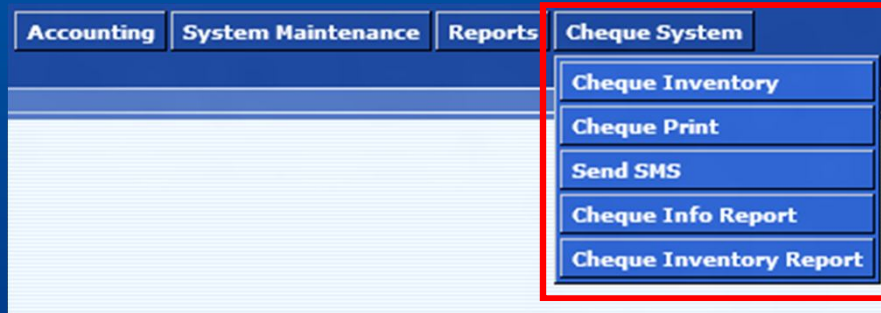 Accounting System Maintenance Reports Cheque System
Cheque Inventory
Cheque Print
Send SMS
Cheque Info Report
Cheque Inventory Report